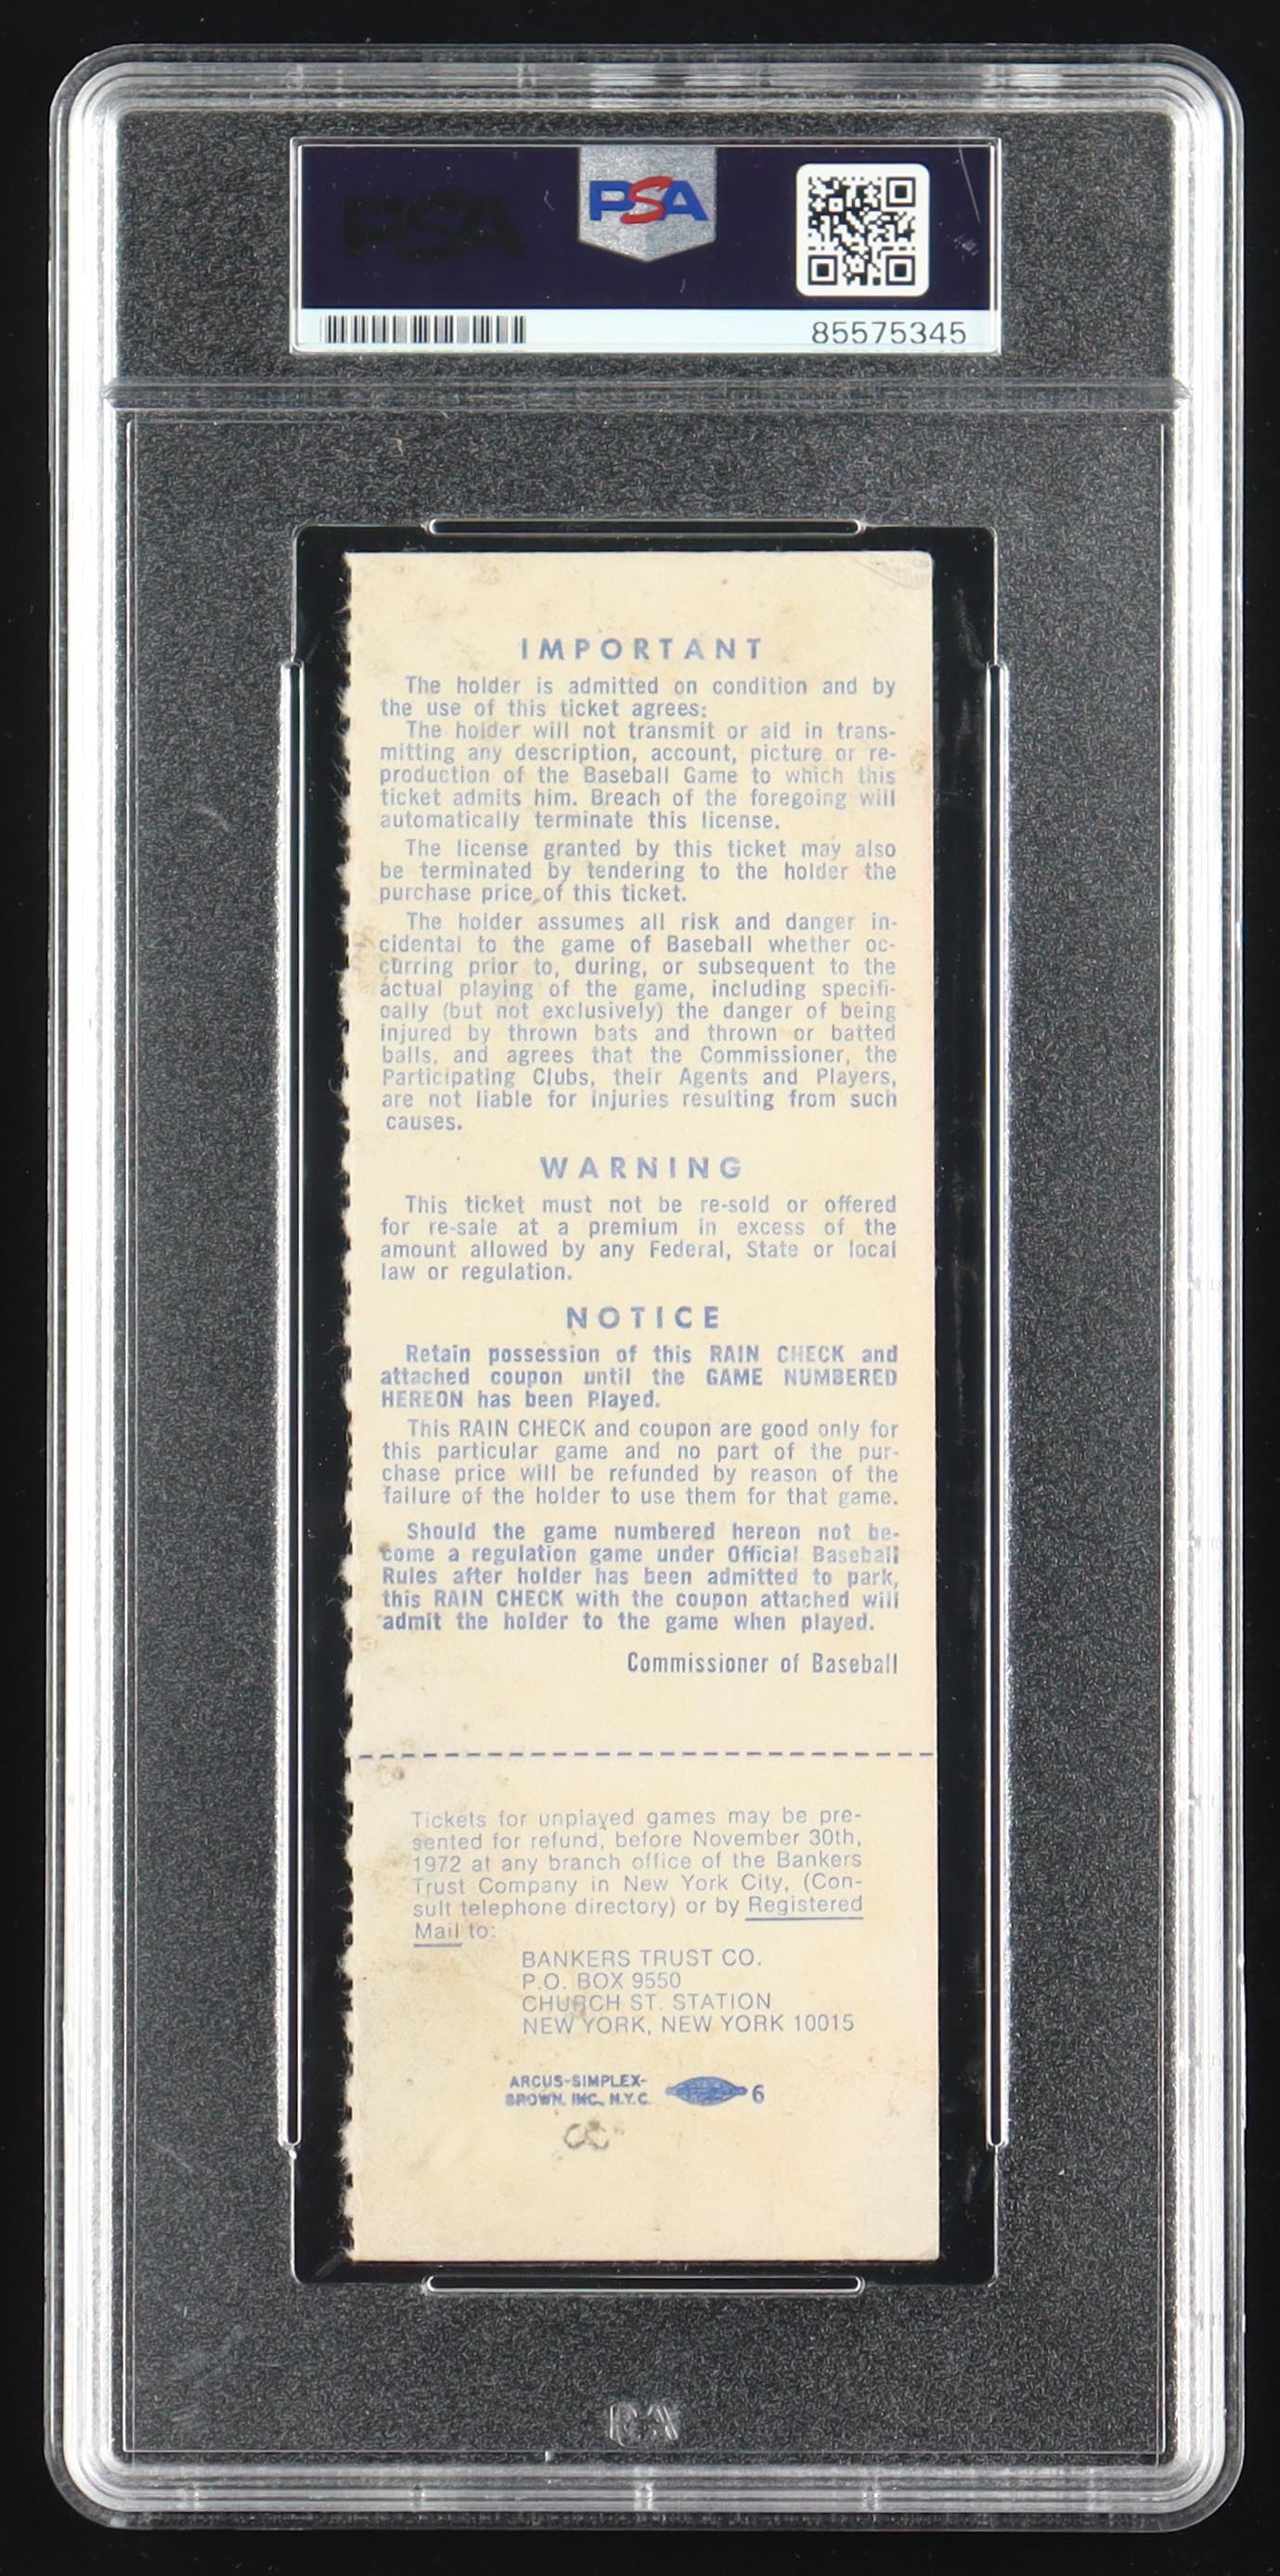 PSA
PSA
85575345
IMPORTANT
The holder is admitted on condition and by
the use of this ticket agrees:
The holder will not transmit or aid in trans-
mitting any description, account, picture or re-
production of the Baseball Game to which this
ticket admits him. Breach of the foregoing will
automatically terminate this license.
The license granted by this ticket may also
be terminated by tendering to the holder the
purchase price of this ticket.
The holder assumes all risk and danger in-
cidental to the game of Baseball whether oc-
curring prior to, during, or subsequent to the
actual playing of the game, including specifi-
cally (but not exclusively) the danger of being
injured by thrown bats and thrown or batted
balls, and agrees that the Commissioner, the
Participating Clubs, their Agents and Players,
are not liable for injuries resulting from such
causes.
WARNING
This ticket must not be re-sold or offered
for re-sale at a premium in excess of the
amount allowed by any Federal, State or local
law or regulation.
NOTICE
Retain possession of this RAIN CHECK and
attached coupon until the GAME NUMBERED
HEREON has been Played.
This RAIN CHECK and coupon are good only for
this particular game and no part of the pur-
chase price will be refunded by reason of the
failure of the holder to use them for that game.
Should the game numbered hereon not be-
come a regulation game under Official Baseball
Rules after holder has been admitted to park,
this RAIN CHECK with the coupon attached will
admit the holder to the game when played.
Commissioner of Baseball
Tickets for unplayed games may be pre-
sented for refund, before November 30th,
1972 at any branch office of the Bankers
Trust Company in New York City, (Con-
sult telephone directory) or by Registered
Mail to:
BANKERS TRUST CO.
P.O. BOX 9550
CHURCH ST. STATION
NEW YORK, NEW YORK 10015
ARCUS-SIMPLEX-
BROWN, INC., N.Y.C. 6